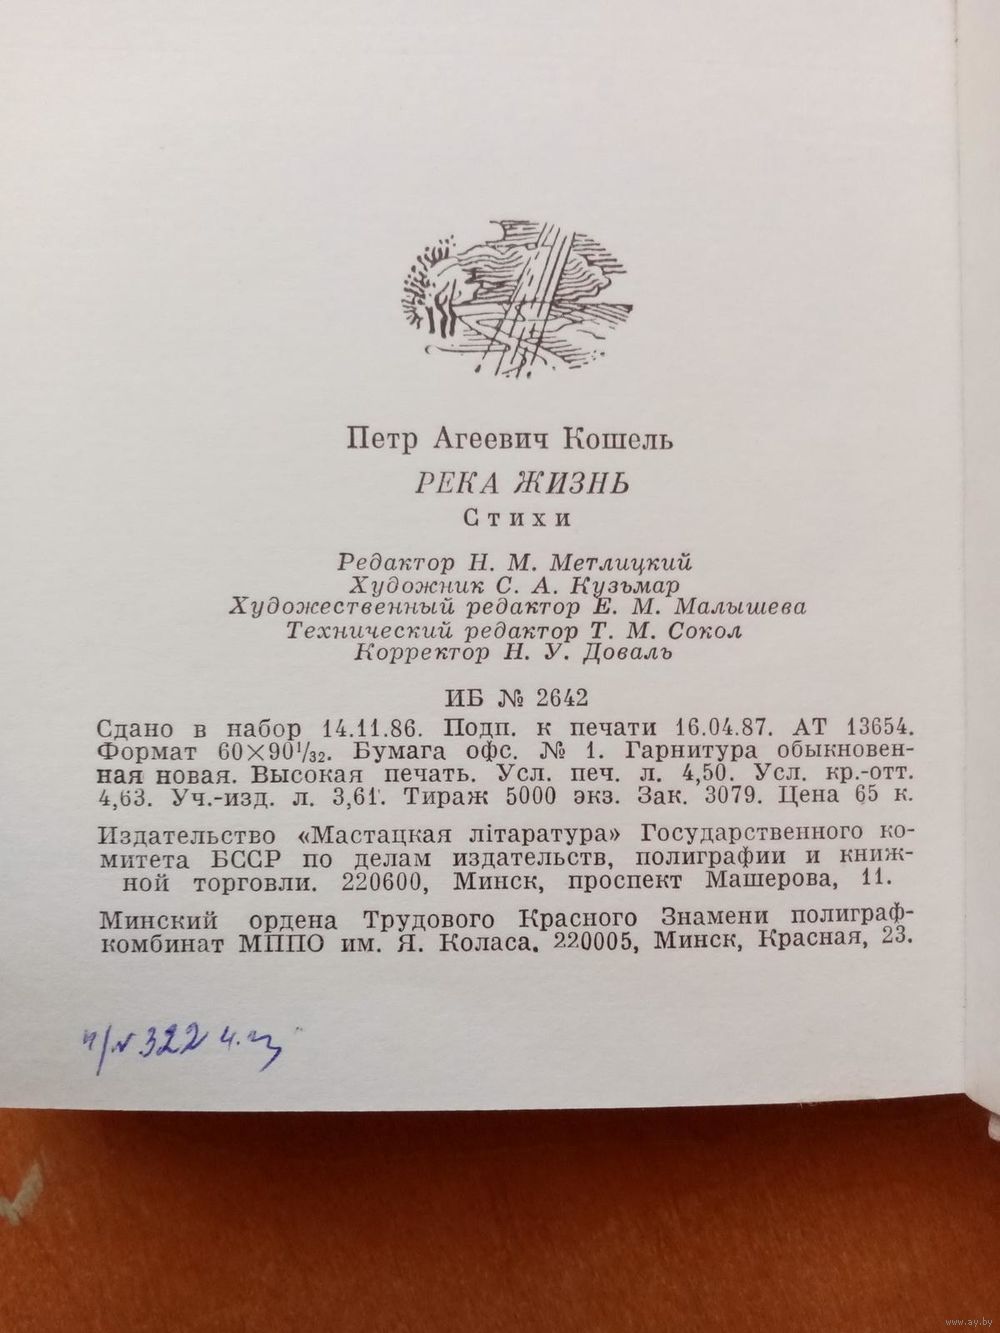 Петр Агеевич Кошель
РЕКА ЖИЗНЬ
Стихи
Редактор Н. М. Метлицкий
Художник С. А. Кузьмар
Художественный редактор Е. М. Малышева
Технический редактор Т. М. Сокол
Корректор Н. У. Доваль
ИБ № 2642
Сдано в набор 14.11.86. Подп. к печати 16.04.87. АТ 13654.
Формат 60×90¹/₃₂. Бумага офс. № 1. Гарнитура обыкновен-
ная новая. Высокая печать. Усл. печ. л. 4,50. Усл. кр.-отт.
4,63. Уч.-изд. л. 3,61. Тираж 5000 экз. Зак. 3079. Цена 65 к.
Издательство «Мастацкая літаратура» Государственного ко-
митета БССР по делам издательств, полиграфии и книж-
ной торговли. 220600, Минск, проспект Машерова, 11.
Минский ордена Трудового Красного Знамени полиграф-
комбинат МППО им. Я. Коласа. 220005, Минск, Красная, 23.
322
www.ay.by